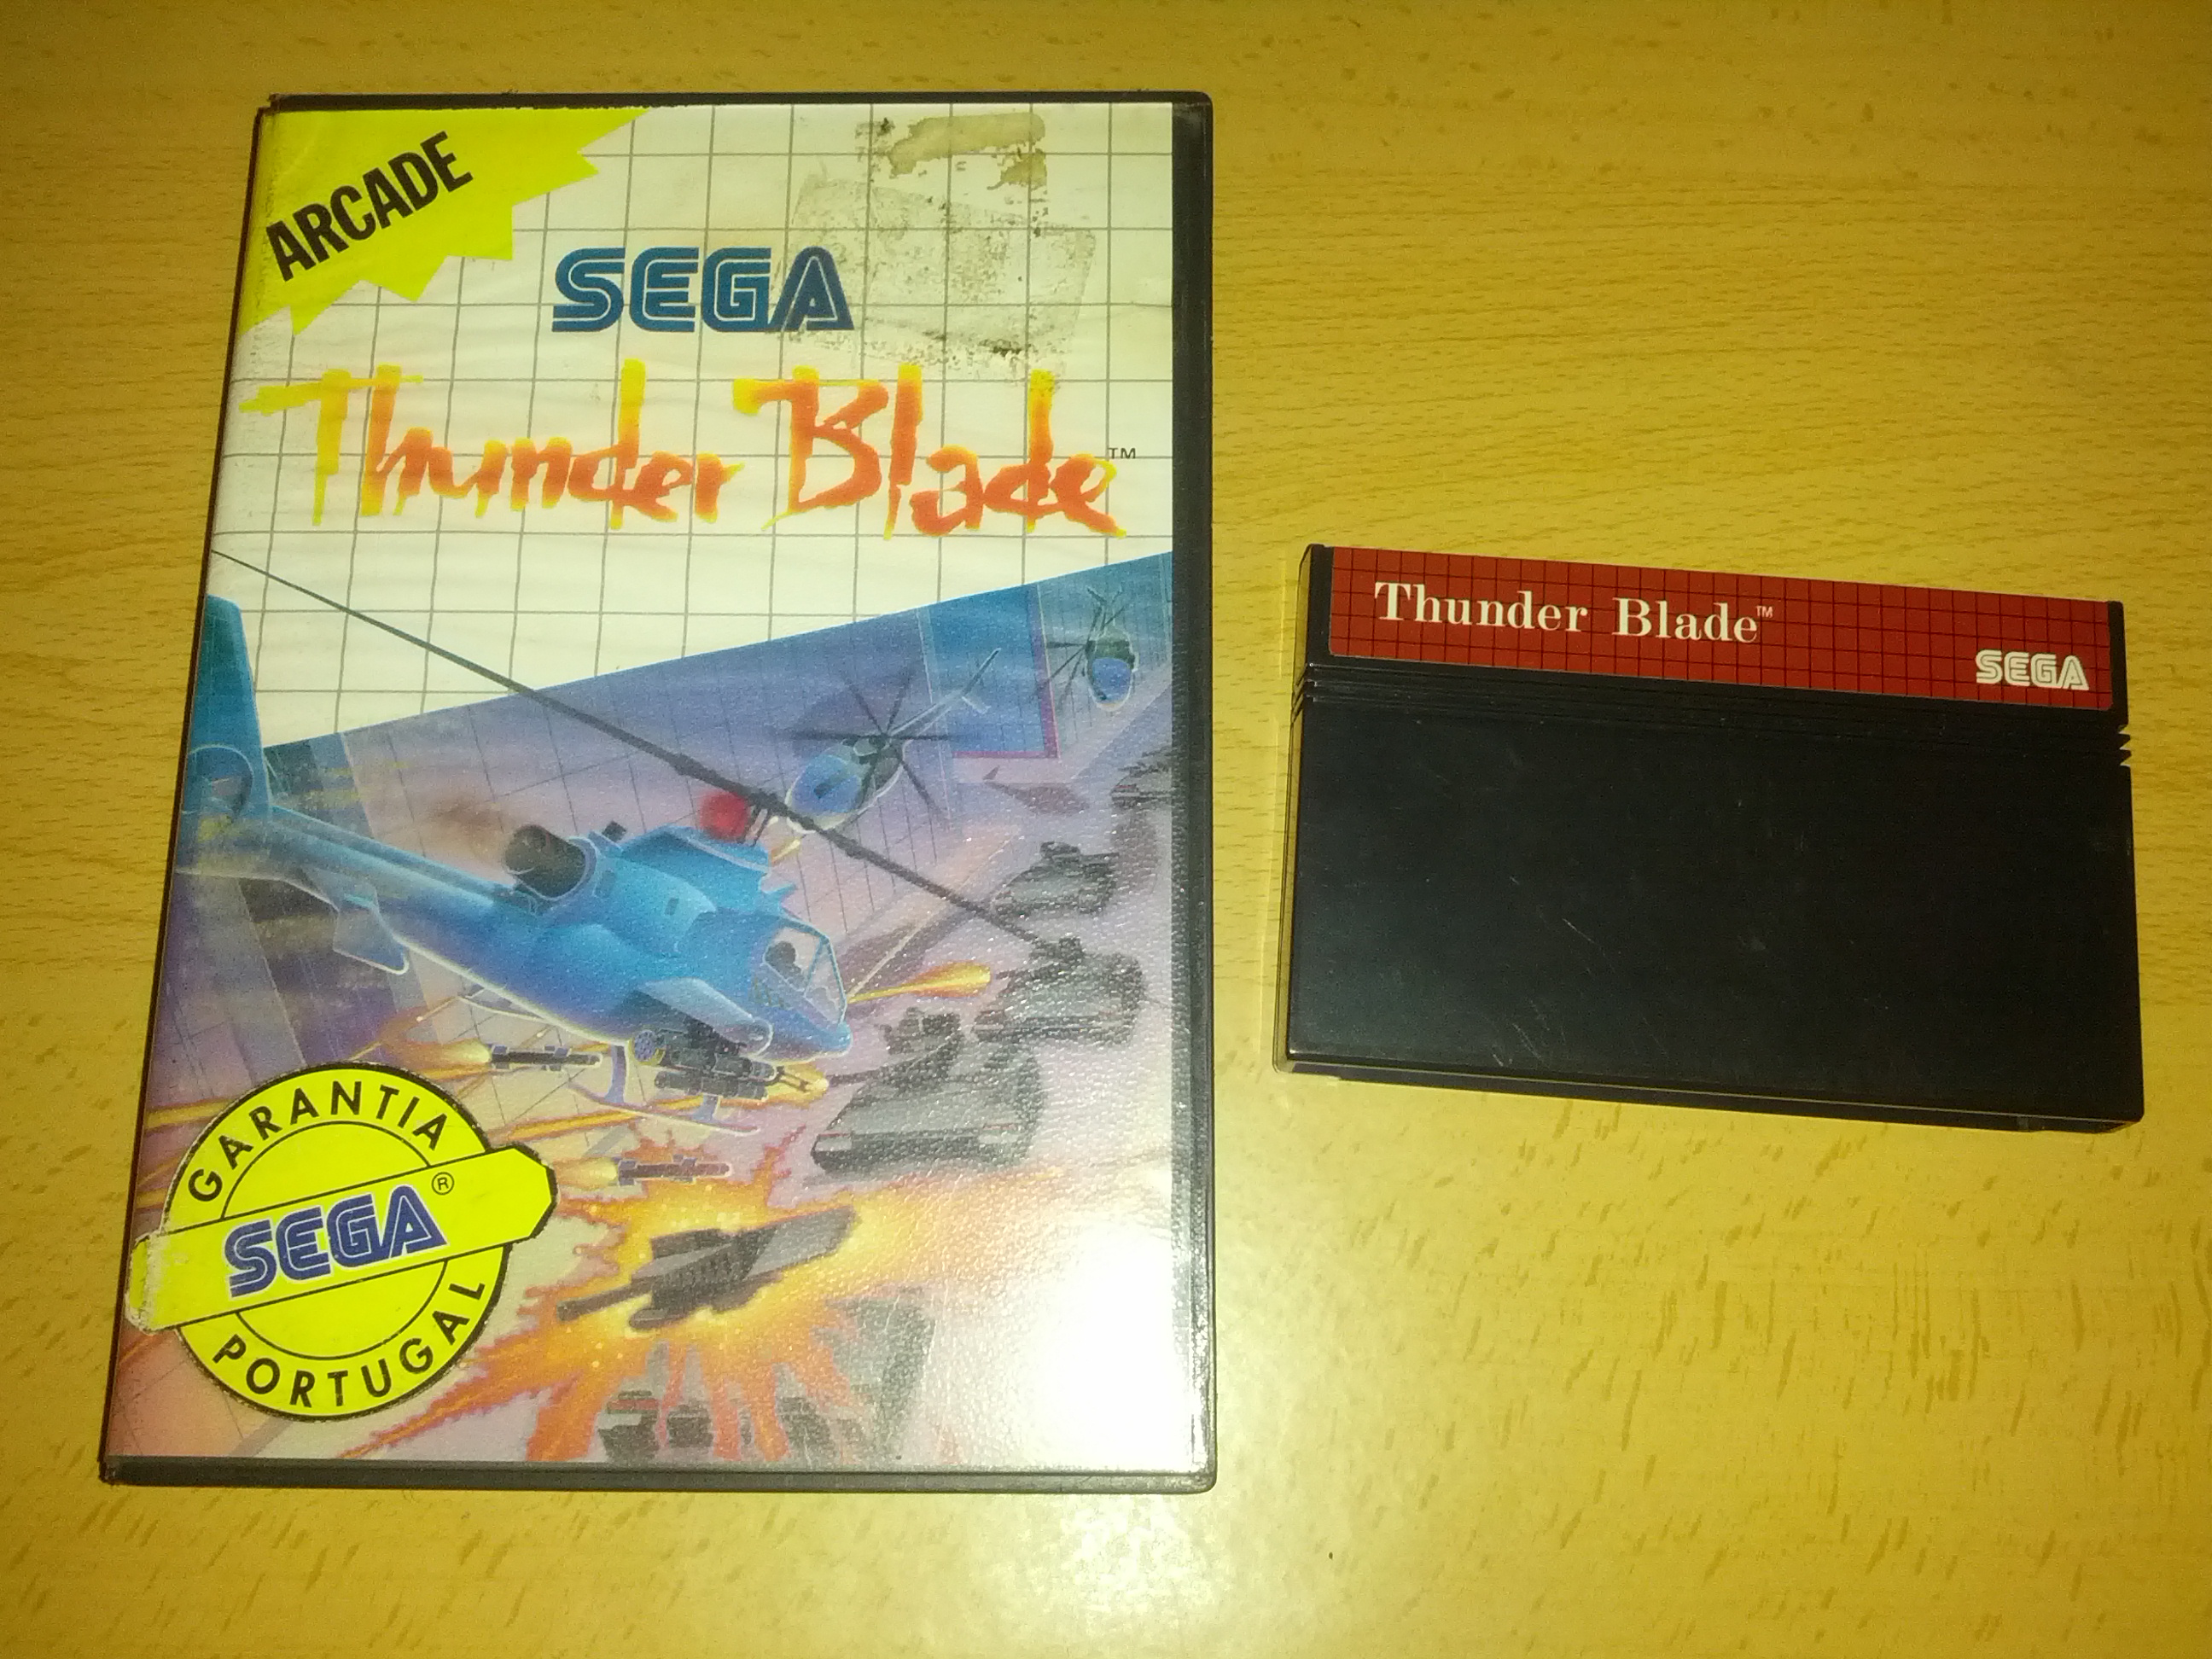 ARCADE
SEGA
Thunder Blade™
GARANTIA
SEGA®
PORTUGAL
Thunder Blade™
SEGA